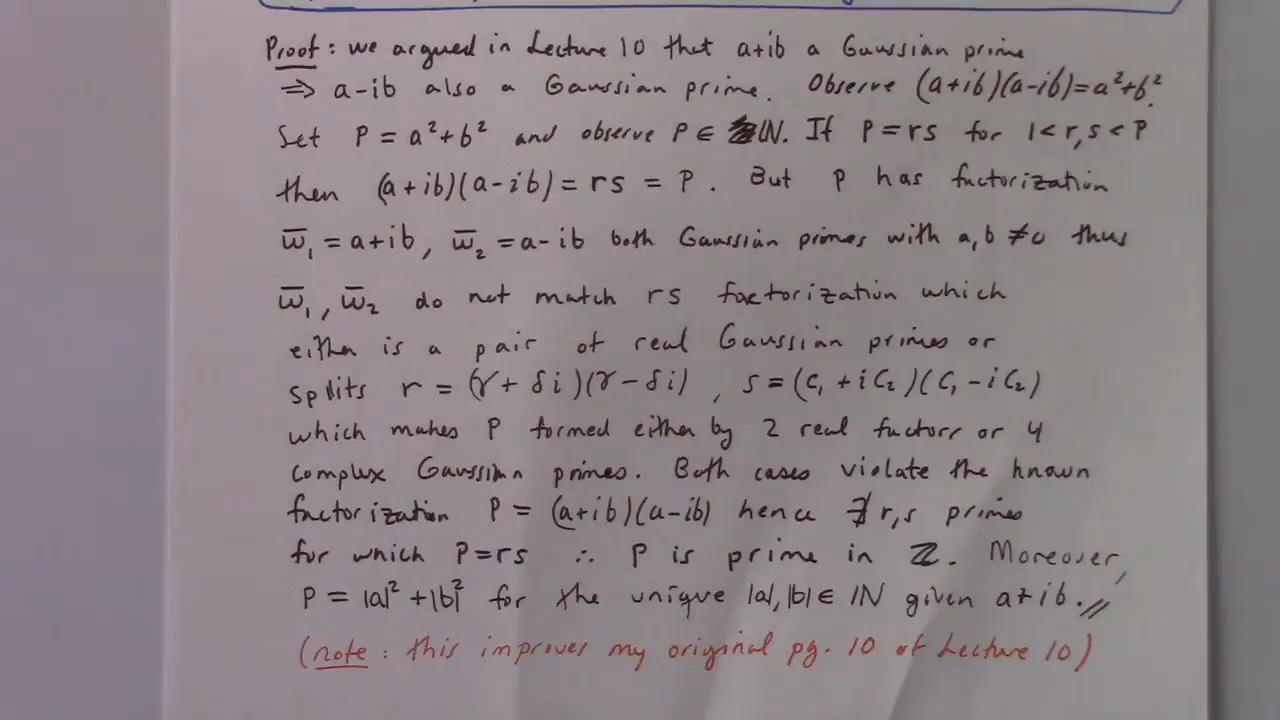 Proof : we argued in Lecture 10 that a+ib a Gaussian prime
⇒ a-ib also a Gaussian prime. Observe (a+ib)(a-ib)=a²+b².
Set P = a²+b² and observe P ∈ ℕ. If P=rs for 1<r,s<P
then (a+ib)(a-ib)=rs=P. But p has factorization
ϖ₁ = a+ib, ϖ₂ = a-ib both Gaussian primes with a,b ≠0 thus
ϖ₁, ϖ₂ do not match rs factorization which
either is a pair of real Gaussian primes or
splits r = (γ+δi)(γ-δi), s=(c₁+ic₂)(c₁-ic₂)
which makes P formed either by 2 real factors or 4
complex Gaussian primes. Both cases violate the known
factorization P = (a+ib)(a-ib) hence ∄ r,s primes
for which P=rs ∴ P is prime in ℤ. Moreover,
P = |a|²+|b|² for the unique |a|,|b|∈ ℕ given a+ib.//
(note : this improves my original pg. 10 of Lecture 10)